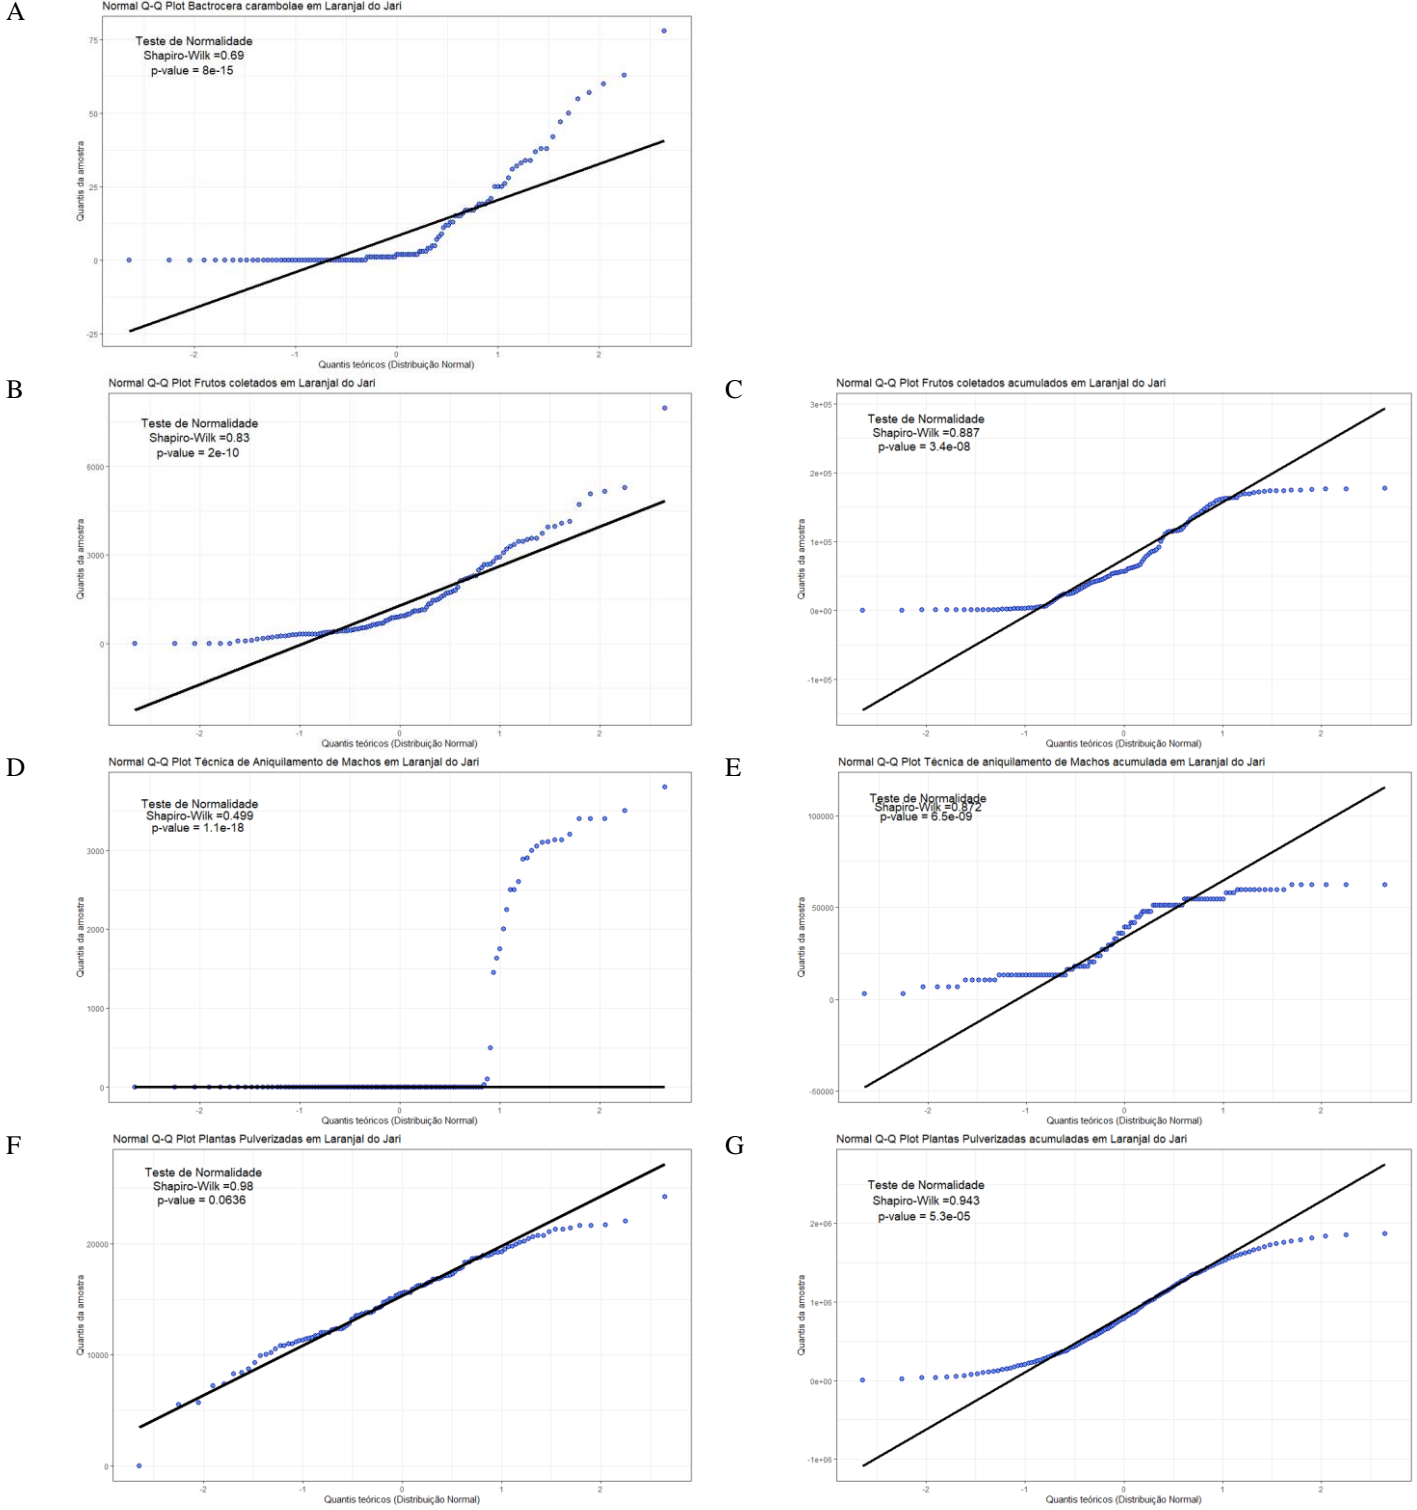 A
Normal Q-Q Plot Bactrocera carambolae em Laranjal do Jari
Teste de Normalidade
Shapiro-Wilk =0.69
p-value = 8e-15
Quantis da amostra
75
50
25
0
-25
-2
-1
0
1
2
Quantis teóricos (Distribuição Normal)
B
Normal Q-Q Plot Frutos coletados em Laranjal do Jari
Teste de Normalidade
Shapiro-Wilk =0.83
p-value = 2e-10
Quantis da amostra
6000
3000
0
-2
-1
0
1
2
Quantis teóricos (Distribuição Normal)
C
Normal Q-Q Plot Frutos coletados acumulados em Laranjal do Jari
Teste de Normalidade
Shapiro-Wilk =0.887
p-value = 3.4e-08
Quantis da amostra
3e+05
2e+05
1e+05
0e+00
-1e+05
-2
-1
0
1
2
Quantis teóricos (Distribuição Normal)
D
Normal Q-Q Plot Técnica de Aniquilamento de Machos em Laranjal do Jari
Teste de Normalidade
Shapiro-Wilk =0.499
p-value = 1.1e-18
Quantis da amostra
3000
2000
1000
0
-2
-1
0
1
2
Quantis teóricos (Distribuição Normal)
E
Normal Q-Q Plot Técnica de aniquilamento de Machos acumulada em Laranjal do Jari
Teste de Normalidade
Shapiro-Wilk =0.872
p-value = 6.5e-09
Quantis da amostra
100000
50000
0
-50000
-2
-1
0
1
2
Quantis teóricos (Distribuição Normal)
F
Normal Q-Q Plot Plantas Pulverizadas em Laranjal do Jari
Teste de Normalidade
Shapiro-Wilk =0.98
p-value = 0.0636
Quantis da amostra
20000
10000
0
-2
-1
0
1
2
Quantis teóricos (Distribuição Normal)
G
Normal Q-Q Plot Plantas Pulverizadas acumuladas em Laranjal do Jari
Teste de Normalidade
Shapiro-Wilk =0.943
p-value = 5.3e-05
Quantis da amostra
2e+06
1e+06
0e+00
-1e+06
-2
-1
0
1
2
Quantis teóricos (Distribuição Normal)